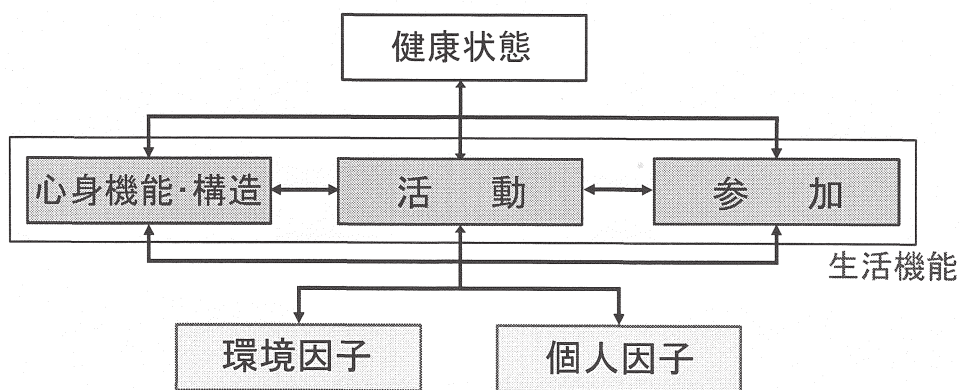 健康状態
心身機能・構造
活動
参加
生活機能
環境因子
個人因子